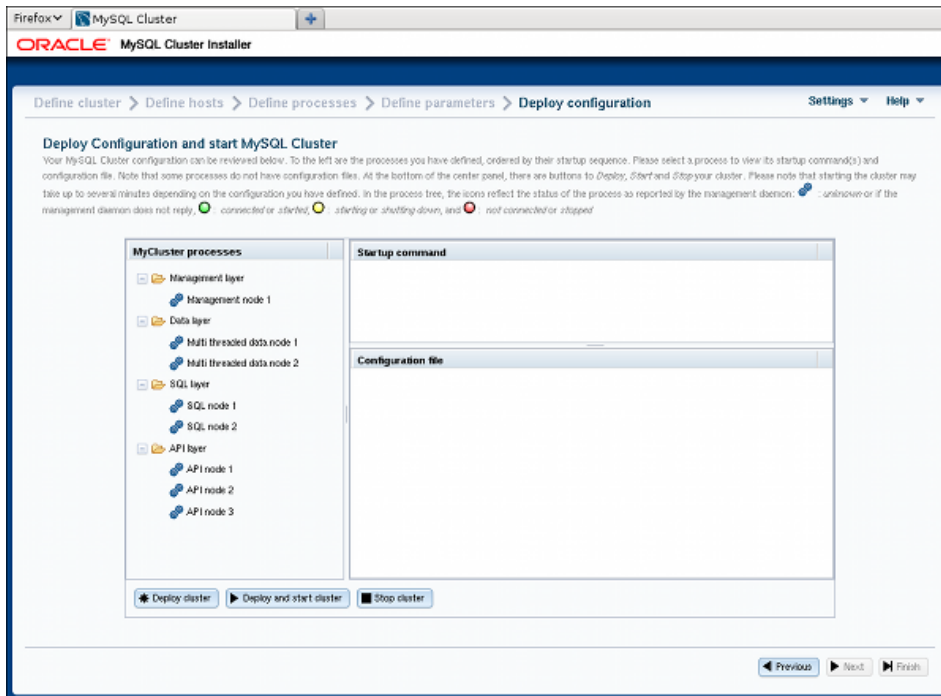 Firefox MySQL Cluster
ORACLE MySQL Cluster Installer
Define cluster Define hosts Define processes Define parameters Deploy configuration Settings Help
Deploy Configuration and start MySQL Cluster
Your MySQL Cluster configuration can be reviewed below. To the left are the processes you have defined, ordered by their startup sequence. Please select a process to view its startup command(s) and
configuration file. Note that some processes do not have configuration files. At the bottom of the center panel, there are buttons to Deploy, Start and Stop your cluster. Please note that starting the cluster may
take up to several minutes depending on the configuration you have defined. In the process tree, the icons reflect the status of the process as reported by the management daemon: : unknown or if the
management daemon does not reply, : connected or started, : starting or shutting down, and : not connected or stopped
MyCluster processes
Startup command
Management layer
Management node 1
Data layer
Multi threaded data node 1
Multi threaded data node 2
Configuration file
SQL layer
SQL node 1
SQL node 2
API layer
API node 1
API node 2
API node 3
Deploy cluster Deploy and start cluster Stop cluster
Previous Next Finish